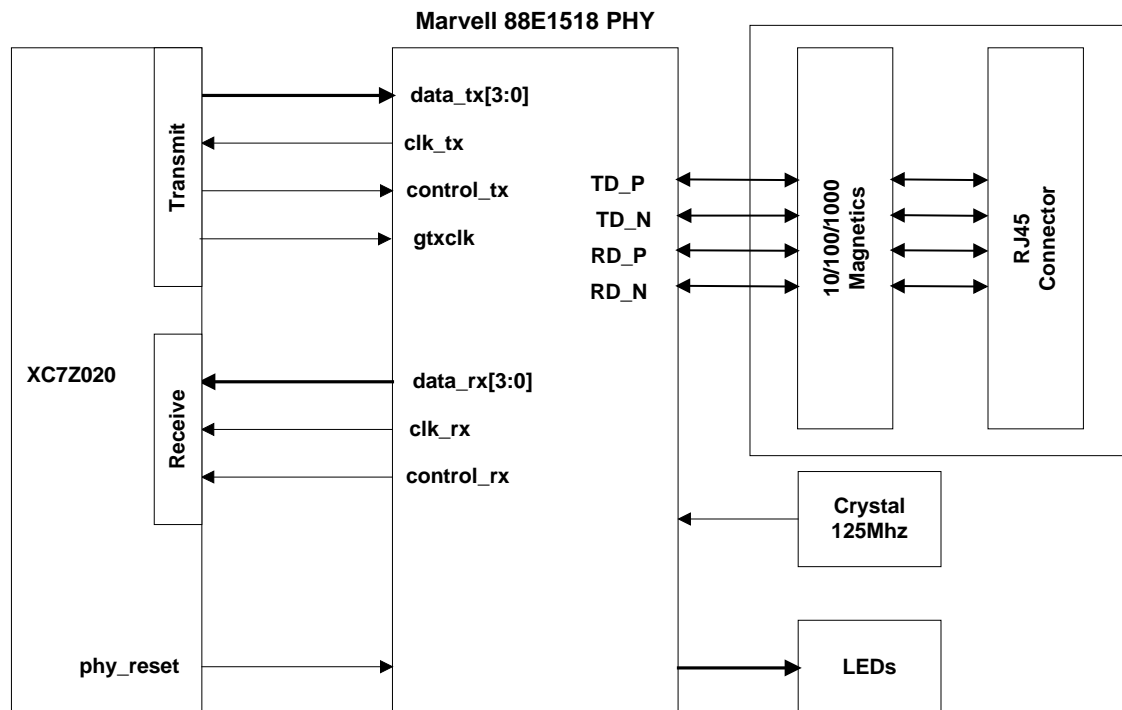 Marvell 88E1518 PHY
XC7Z020
Transmit
Receive
phy_reset
data_tx[3:0]
clk_tx
control_tx
gtxclk
data_rx[3:0]
clk_rx
control_rx
TD_P
TD_N
RD_P
RD_N
10/100/1000
Magnetics
RJ45
Connector
Crystal
125Mhz
LEDs